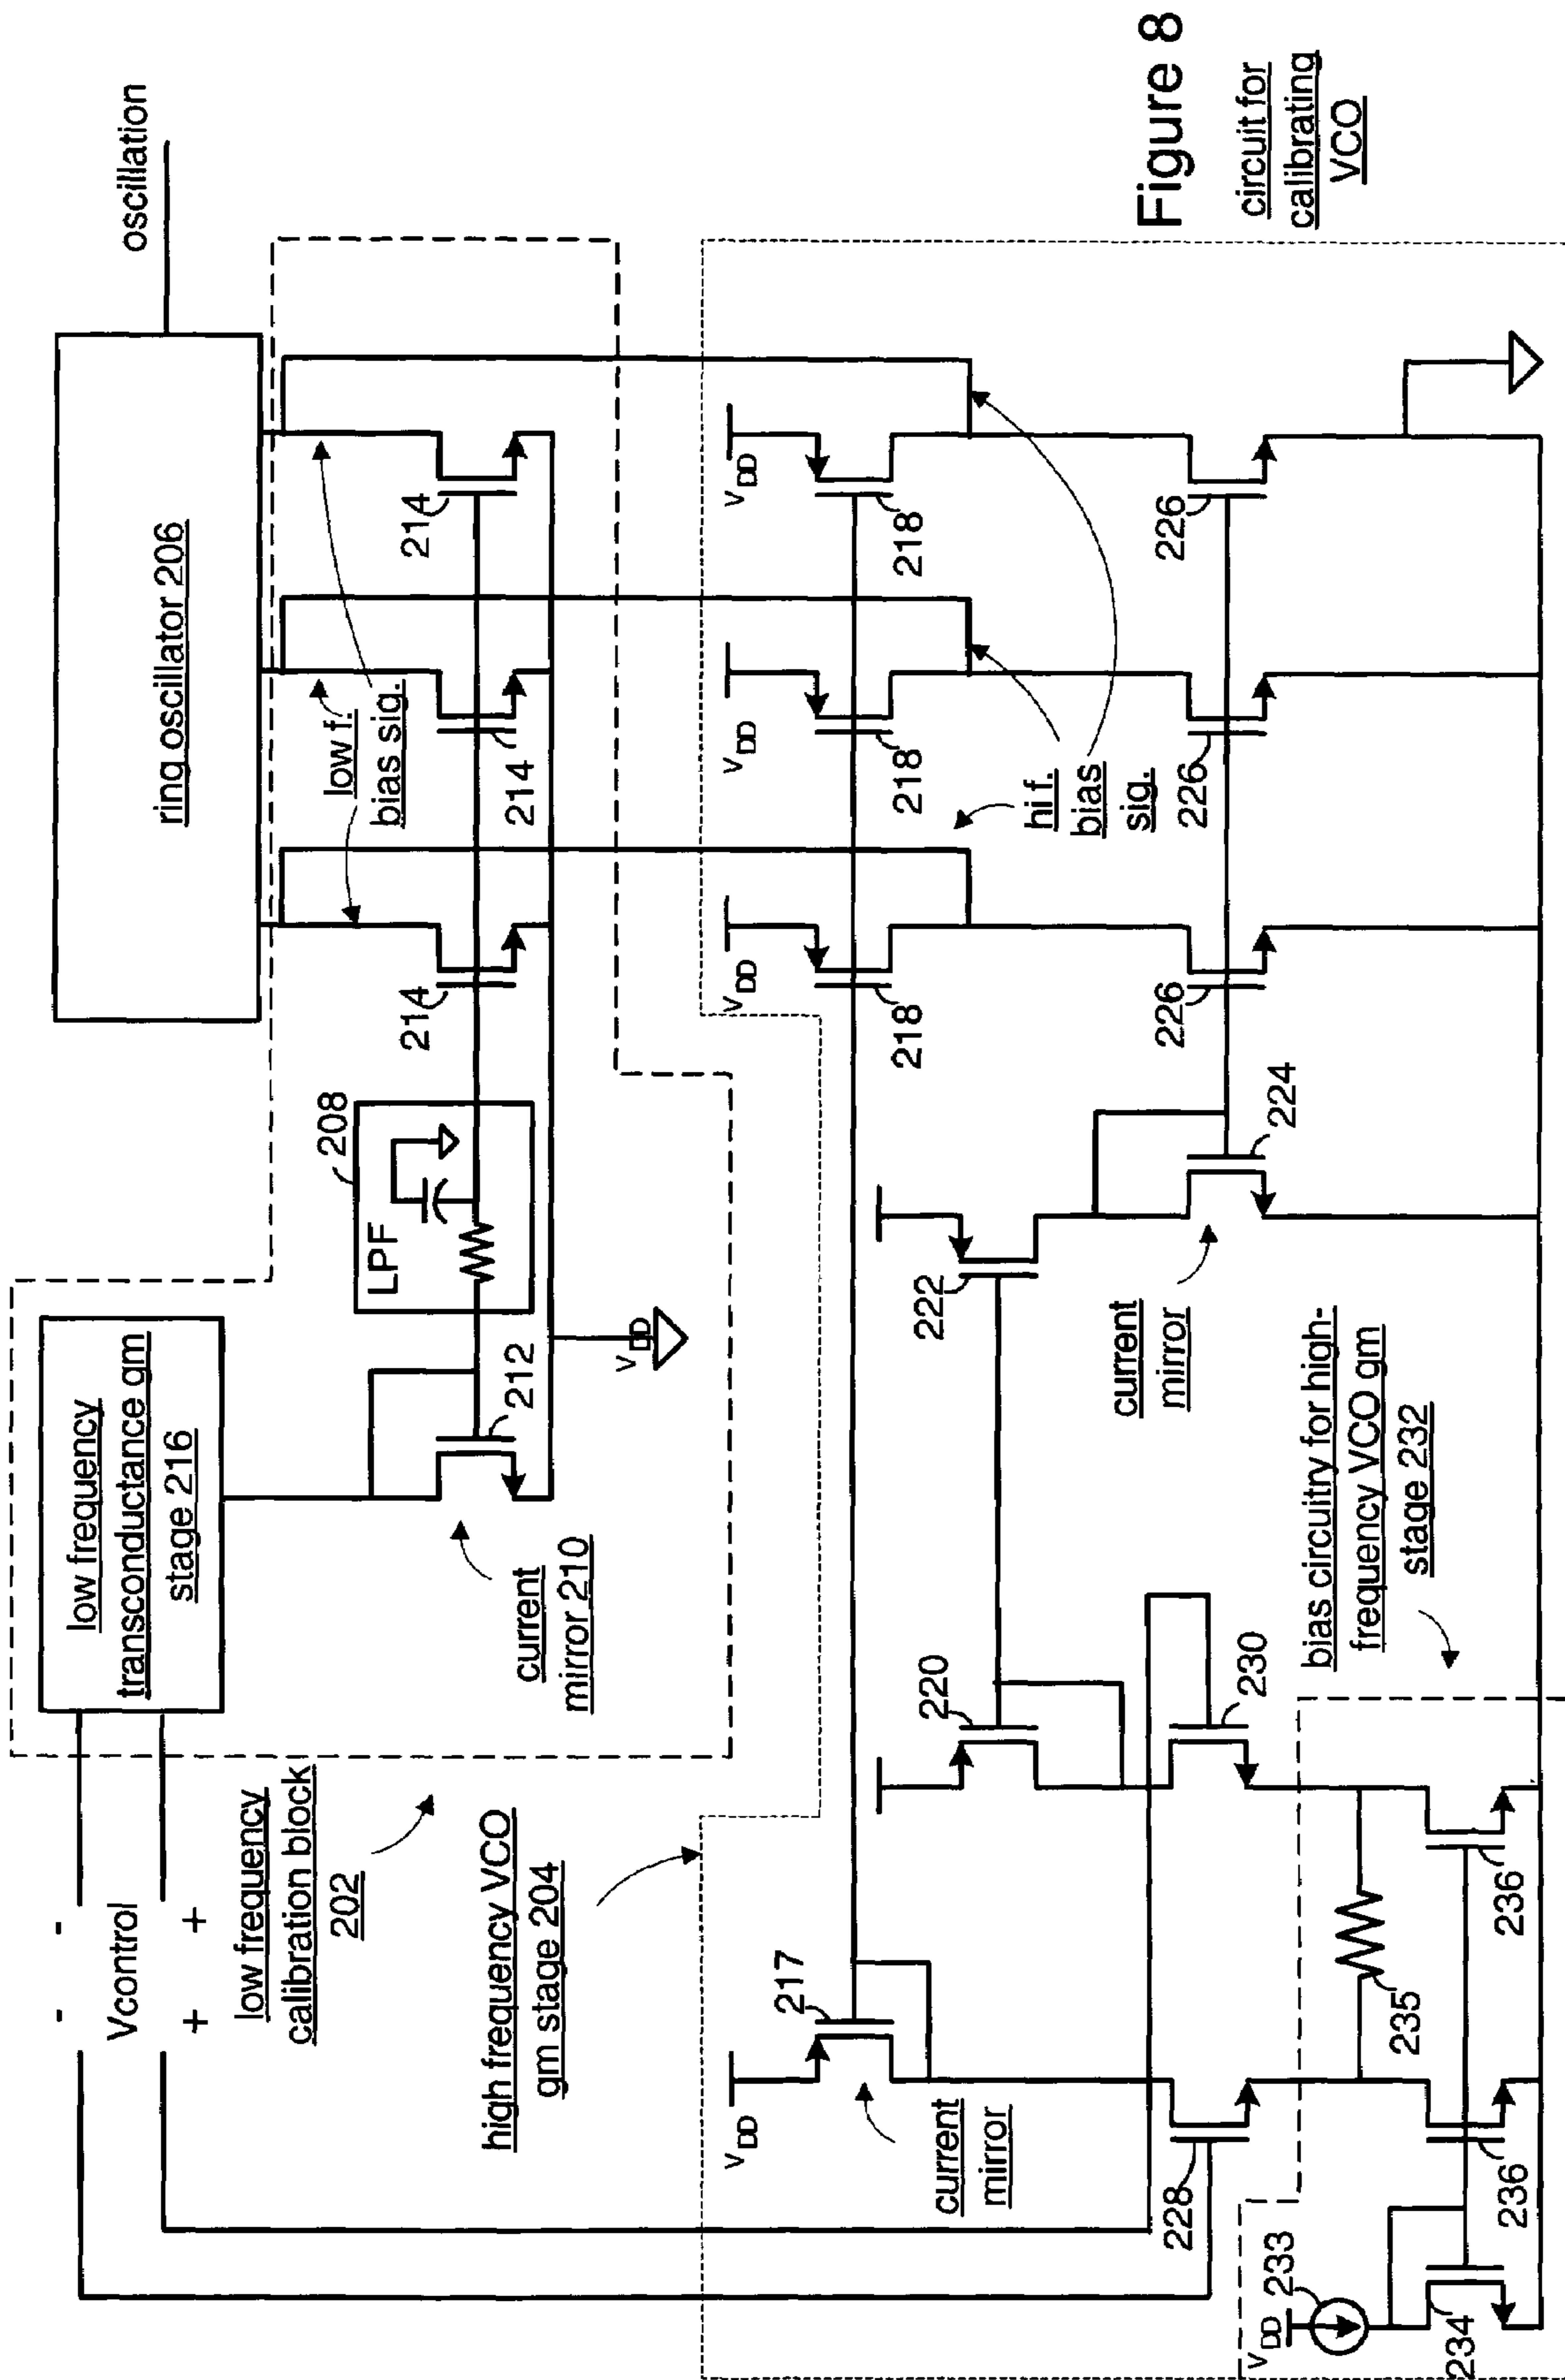 oscillation
ring oscillator 206
low f.
bias sig.
214
214
214
208
LPF
212
VDD
low frequency
transconductance gm
stage 216
current
mirror 210
-
-
Vcontrol
+
+
low frequency
calibration block
202
high frequency VCO
gm stage 204
VDD
VDD
VDD
VDD
217
218
218
218
hi f.
bias
sig.
current
mirror
220
222
224
226
226
226
current
mirror
228
230
bias circuitry for high-
frequency VCO gm
stage 232
VDD
233
234
235
236
236
Figure 8
circuit for
calibrating
VCO